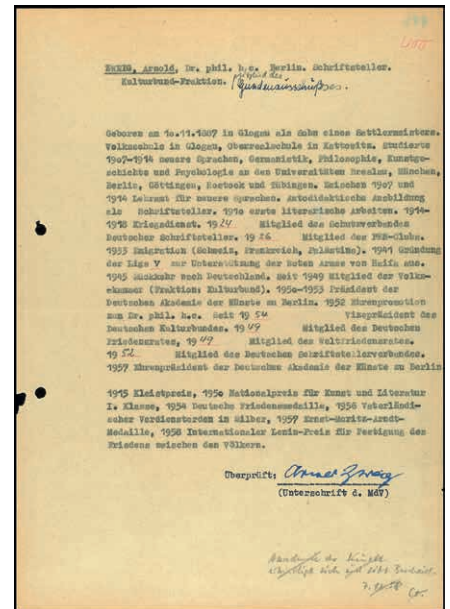 ZWEIG, Arnold, Dr. phil. h.c. Berlin. Schriftsteller.
Kulturbund-Fraktion. Mitglied des
Gnadenausschußes.
Geboren am 10.11.1887 in Glogau als Sohn eines Sattlermeisters.
Volksschule in Glogau, Oberrealschule in Kattowitz. Studierte
1907-1914 neuere Sprachen, Germanistik, Philosophie, Kunstge-
schichte und Psychologie an den Universitäten Breslau, München,
Berlin, Göttingen, Rostock und Tübingen. Zwischen 1907 und
1914 Lehramt für neuere Sprachen. Autodidaktische Ausbildung
als Schriftsteller. 1910 erste literarische Arbeiten. 1914-
1918 Kriegsdienst. 1924 Mitglied des Schutzverbandes
Deutscher Schriftsteller. 1926 Mitglied des PEN-Clubs.
1933 Emigration (Schweiz, Frankreich, Palästina). 1941 Gründung
der Liga V zur Unterstützung der Roten Armee von Haifa aus.
1945 Rückkehr nach Deutschland. Seit 1949 Mitglied der Volks-
kammer (Fraktion: Kulturbund). 1950-1953 Präsident der
Deutschen Akademie der Künste zu Berlin. 1952 Ehrenpromotion
zum Dr. phil. h.c. Seit 1954 Vizepräsident des
Deutschen Kulturbundes. 1949 Mitglied des Deutschen
Friedensrates, 1949 Mitglied des Weltfriedensrates.
1952 Mitglied des Deutschen Schriftstellerverbandes.
1957 Ehrenpräsident der Deutschen Akademie der Künste zu Berlin
1915 Kleistpreis, 1950 Nationalpreis für Kunst und Literatur
I. Klasse, 1954 Deutsche Friedensmedaille, 1956 Vaterländi-
scher Verdienstorden in Silber, 1957 Ernst-Moritz-Arndt-
Medaille, 1958 Internationaler Lenin-Preis für Festigung des
Friedens zwischen den Völkern.
Überprüft: Arnold Zweig
(Unterschrift d. MdV)